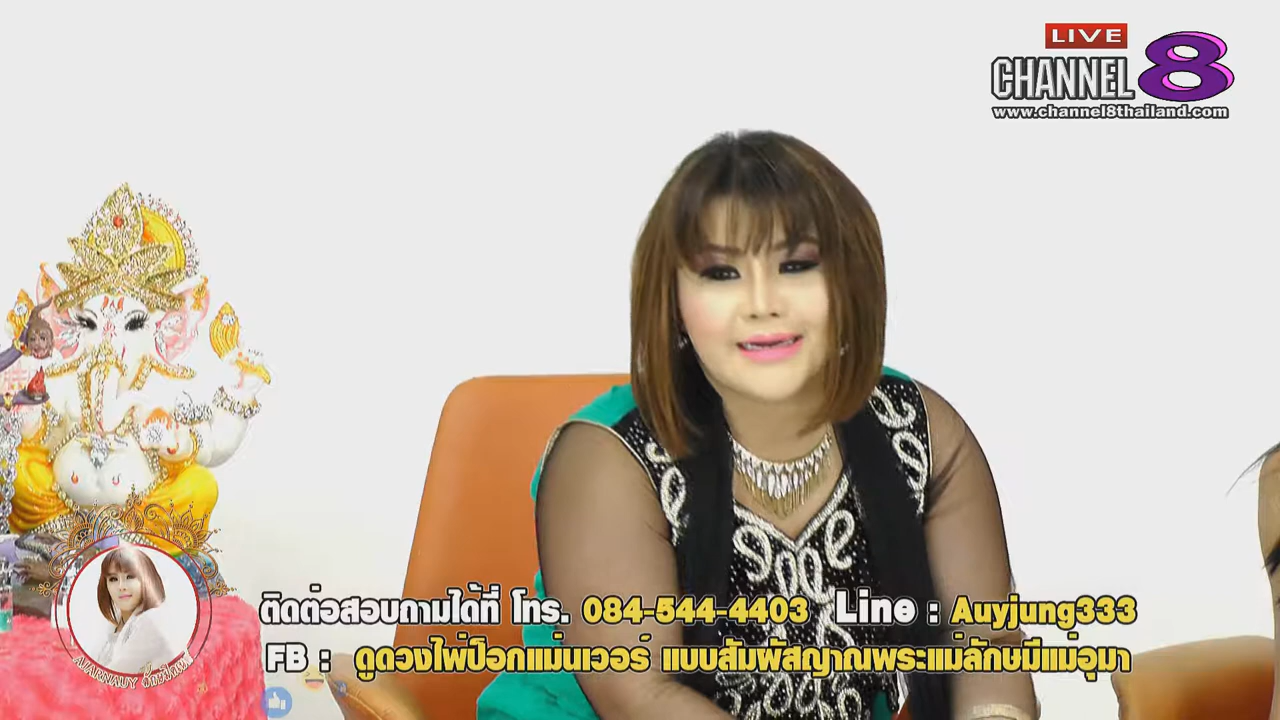 LIVE
CHANNEL 8
www.channel8thailand.com
ติดต่อสอบถามได้ที่ โทร. 084-544-4403 Line : Auyjung333
FB : ดูดวงไพ่ป๊อกแม่นเวอร์ แบบสัมผัสญาณพระแม่ลักษมีแม่อุมา